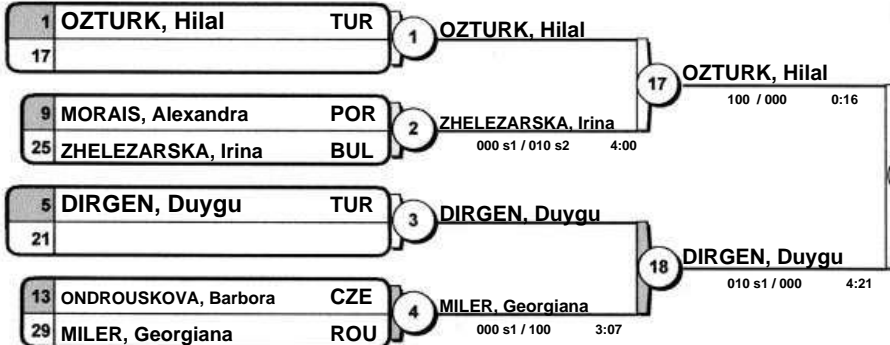 1 OZTURK, Hilal TUR
17
1 OZTURK, Hilal
9 MORAIS, Alexandra POR
25 ZHELEZARSKA, Irina BUL
2 ZHELEZARSKA, Irina
000 s1 / 010 s2 4:00
17 OZTURK, Hilal
100 / 000 0:16
5 DIRGEN, Duygu TUR
21
3 DIRGEN, Duygu
13 ONDROUSKOVA, Barbora CZE
29 MILER, Georgiana ROU
4 MILER, Georgiana
000 s1 / 100 3:07
18 DIRGEN, Duygu
010 s1 / 000 4:21